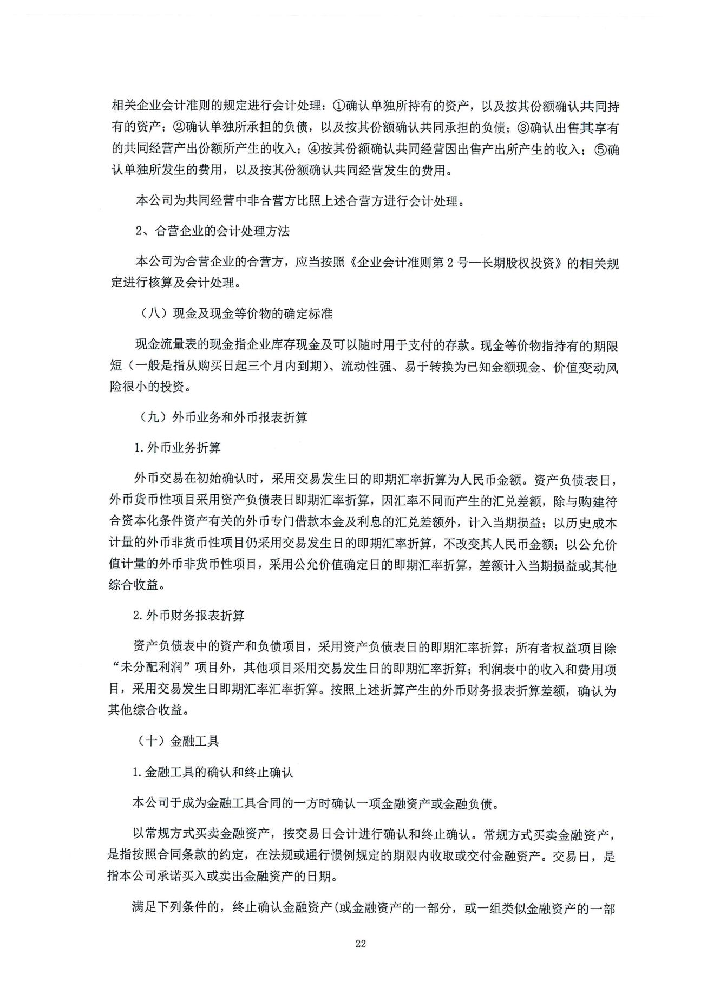 相关企业会计准则的规定进行会计处理：①确认单独所持有的资产，以及按其份额确认共同持
有的资产；②确认单独所承担的负债，以及按其份额确认共同承担的负债；③确认出售其享有
的共同经营产出份额所产生的收入；④按其份额确认共同经营因出售产出所产生的收入；⑤确
认单独所发生的费用，以及按其份额确认共同经营发生的费用。
本公司为共同经营中非合营方比照上述合营方进行会计处理。
2、合营企业的会计处理方法
本公司为合营企业的合营方，应当按照《企业会计准则第 2 号—长期股权投资》的相关规
定进行核算及会计处理。
（八）现金及现金等价物的确定标准
现金流量表的现金指企业库存现金及可以随时用于支付的存款。现金等价物指持有的期限
短（一般是指从购买日起三个月内到期）、流动性强、易于转换为已知金额现金、价值变动风
险很小的投资。
（九）外币业务和外币报表折算
1.外币业务折算
外币交易在初始确认时，采用交易发生日的即期汇率折算为人民币金额。资产负债表日，
外币货币性项目采用资产负债表日即期汇率折算，因汇率不同而产生的汇兑差额，除与购建符
合资本化条件资产有关的外币专门借款本金及利息的汇兑差额外，计入当期损益；以历史成本
计量的外币非货币性项目仍采用交易发生日的即期汇率折算，不改变其人民币金额；以公允价
值计量的外币非货币性项目，采用公允价值确定日的即期汇率折算，差额计入当期损益或其他
综合收益。
2.外币财务报表折算
资产负债表中的资产和负债项目，采用资产负债表日的即期汇率折算；所有者权益项目除
“未分配利润”项目外，其他项目采用交易发生日的即期汇率折算；利润表中的收入和费用项
目，采用交易发生日即期汇率汇率折算。按照上述折算产生的外币财务报表折算差额，确认为
其他综合收益。
（十）金融工具
1.金融工具的确认和终止确认
本公司于成为金融工具合同的一方时确认一项金融资产或金融负债。
以常规方式买卖金融资产，按交易日会计进行确认和终止确认。常规方式买卖金融资产，
是指按照合同条款的约定，在法规或通行惯例规定的期限内收取或交付金融资产。交易日，是
指本公司承诺买入或卖出金融资产的日期。
满足下列条件的，终止确认金融资产(或金融资产的一部分，或一组类似金融资产的一部
22